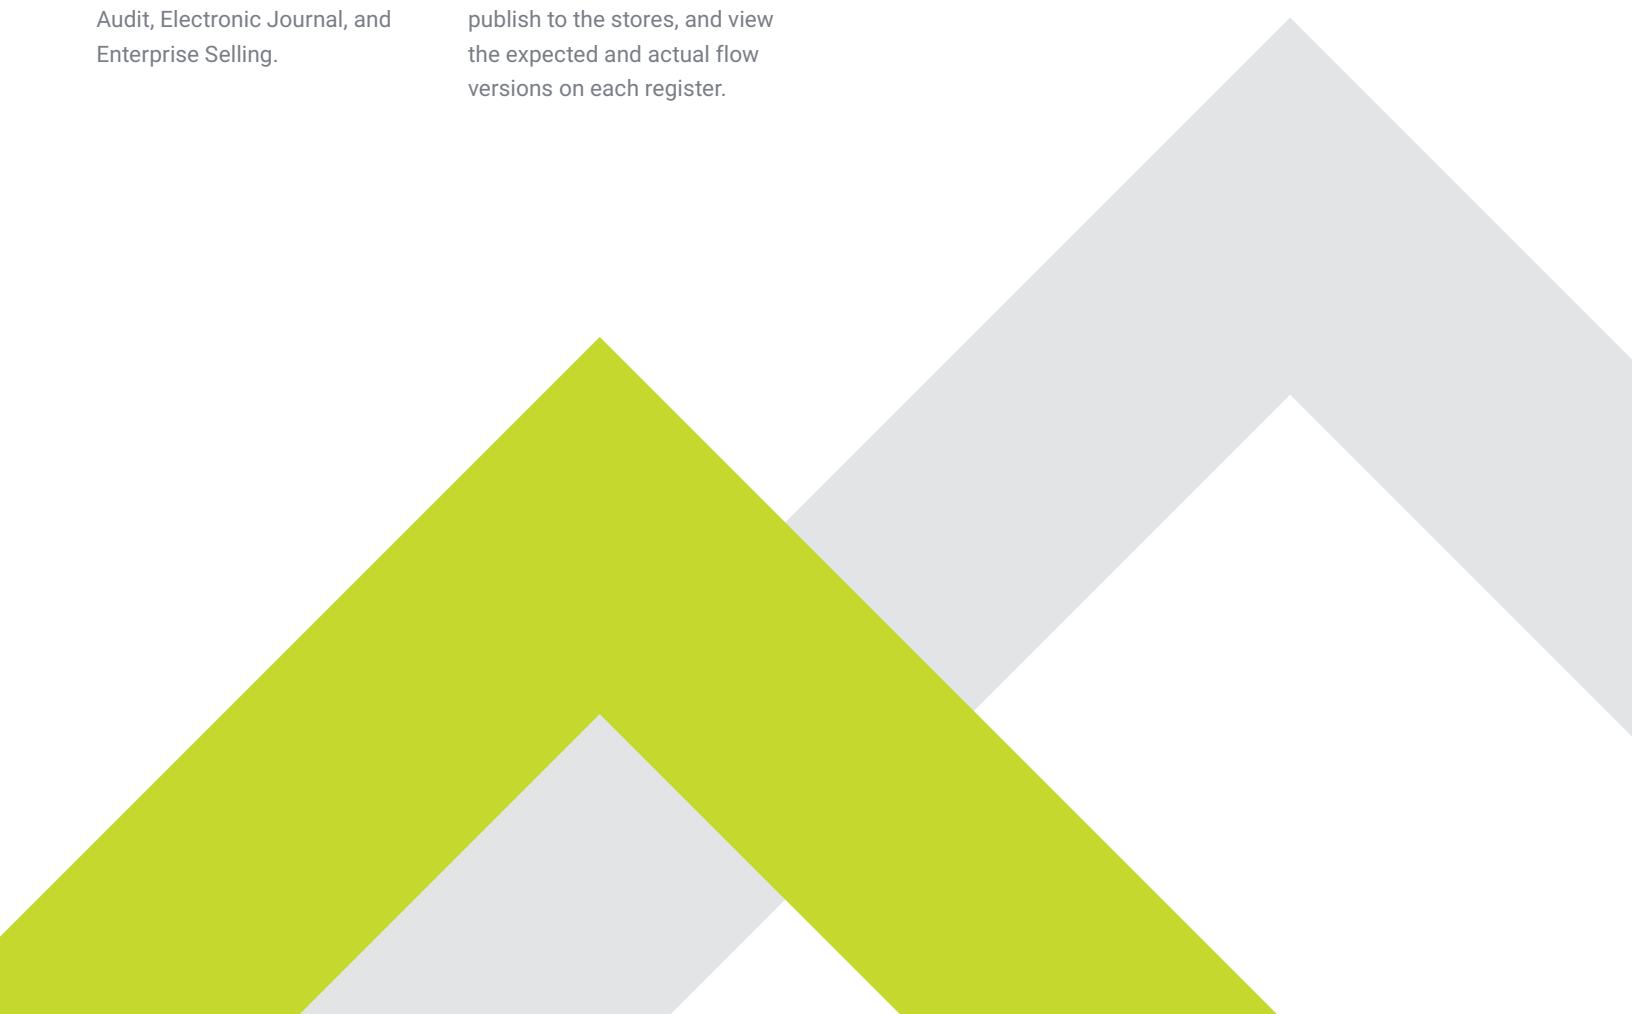 Audit, Electronic Journal, and
Enterprise Selling.
publish to the stores, and view
the expected and actual flow
versions on each register.